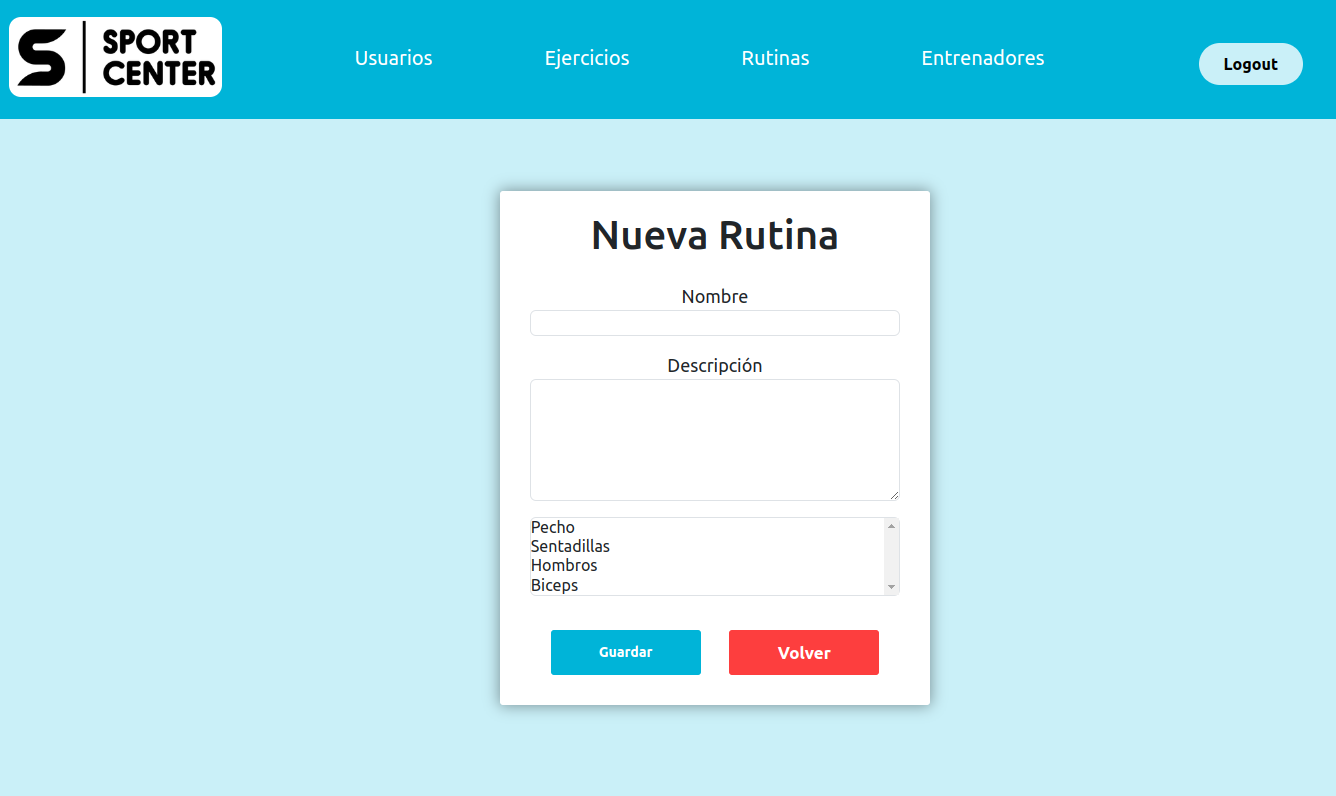 SPORT
CENTER
Usuarios
Ejercicios
Rutinas
Entrenadores
Logout
Nueva Rutina
Nombre
Descripción
Pecho
Sentadillas
Hombros
Biceps
Guardar
Volver